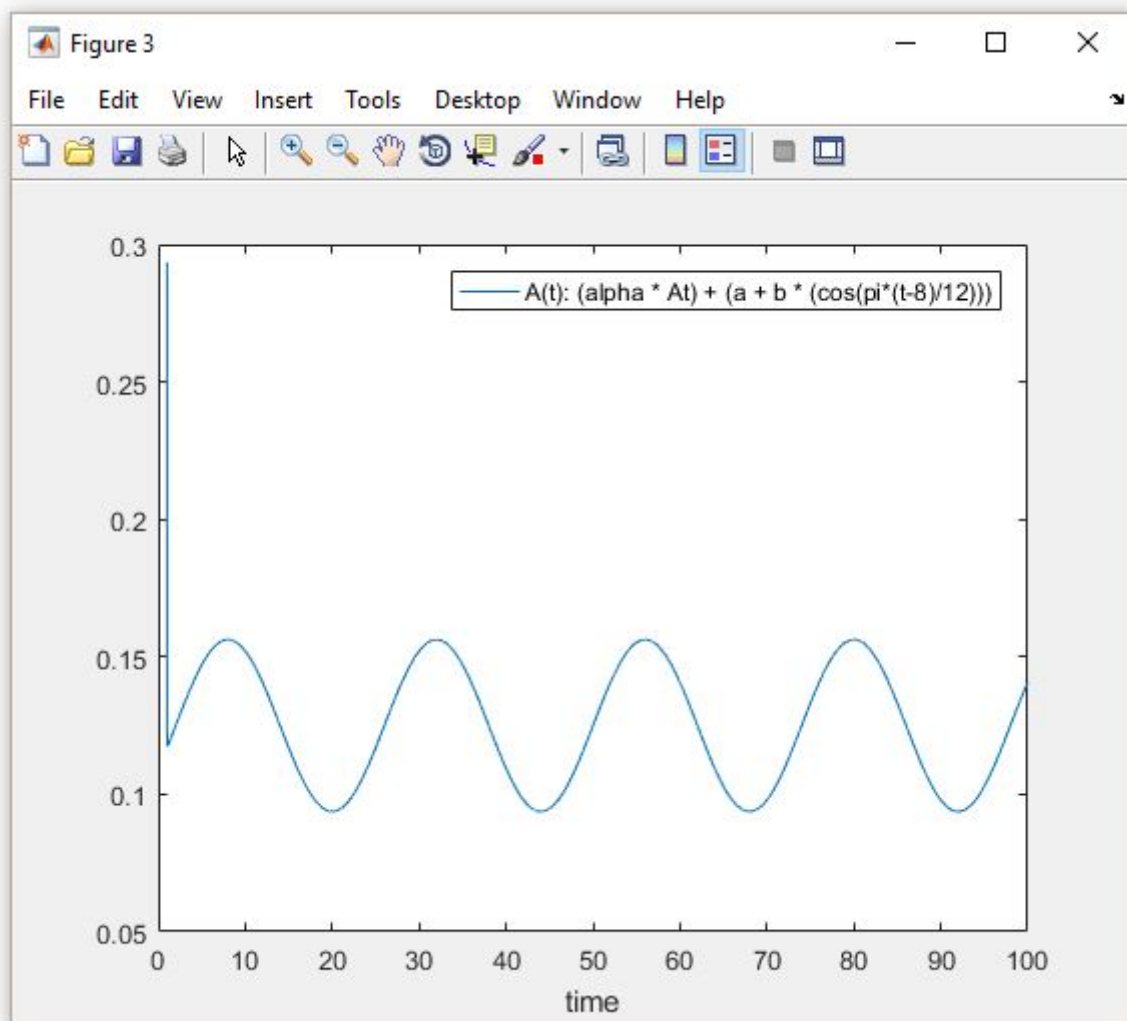 Figure 3
File Edit View Insert Tools Desktop Window Help
0.3
A(t): (alpha * At) + (a + b * (cos(pi*(t-8)/12)))
0.25
0.2
0.15
0.1
0.05
0 10 20 30 40 50 60 70 80 90 100
time